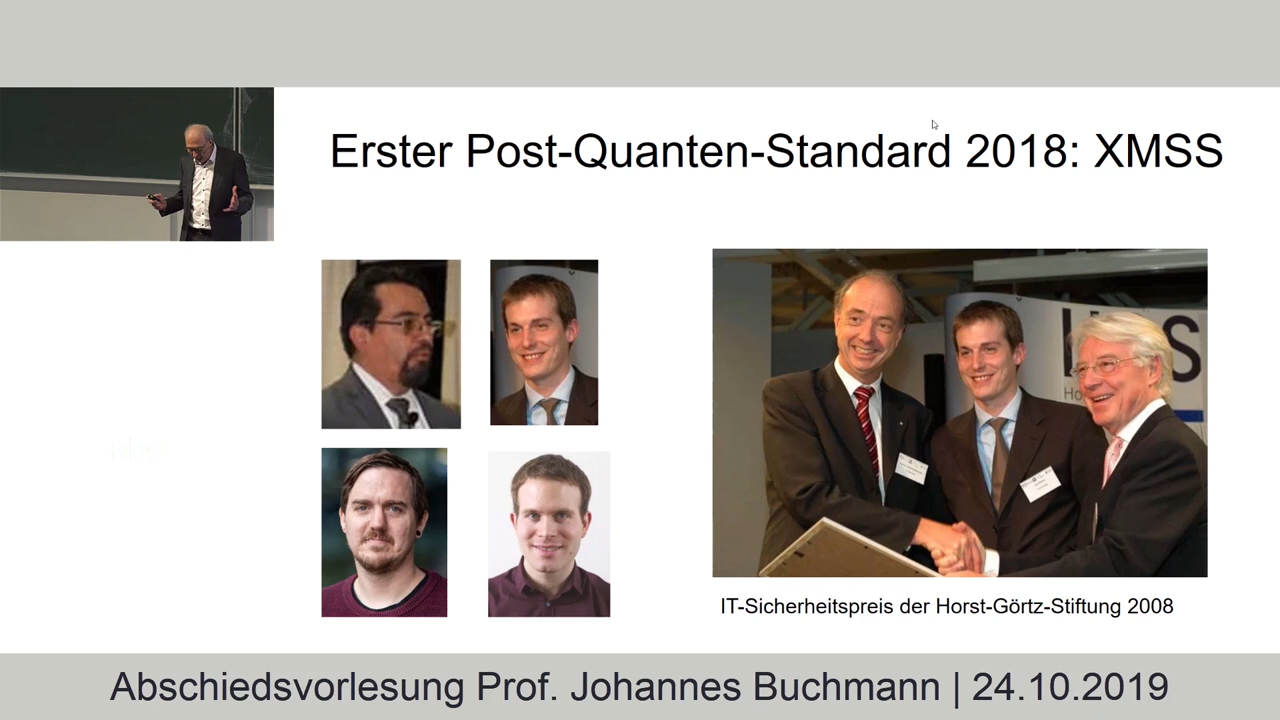 Erster Post-Quanten-Standard 2018: XMSS
IT-Sicherheitspreis der Horst-Görtz-Stiftung 2008
Abschiedsvorlesung Prof. Johannes Buchmann | 24.10.2019